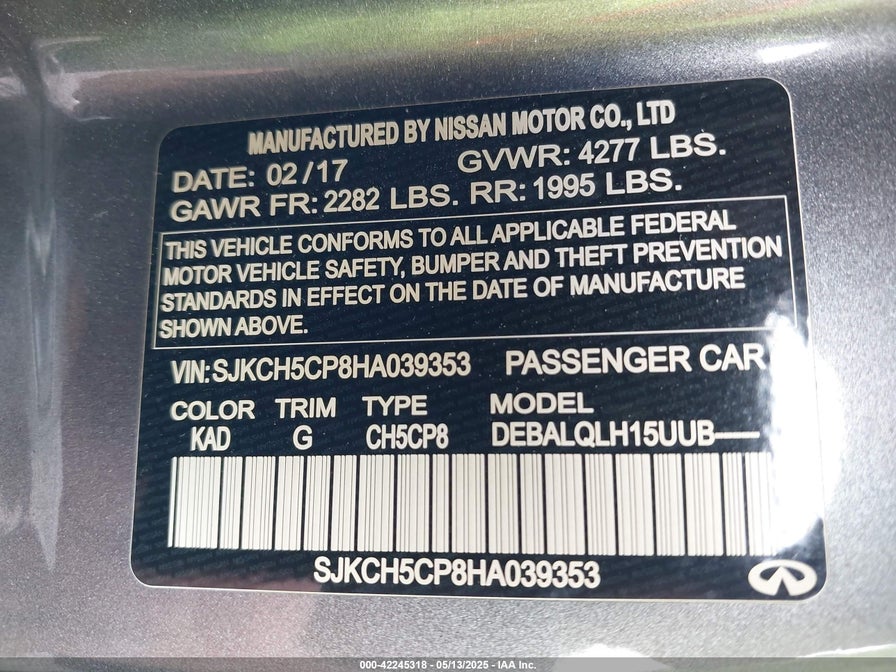 MANUFACTURED BY NISSAN MOTOR CO., LTD
DATE: 02/17 GVWR: 4277 LBS.
GAWR FR: 2282 LBS. RR: 1995 LBS.
THIS VEHICLE CONFORMS TO ALL APPLICABLE FEDERAL
MOTOR VEHICLE SAFETY, BUMPER AND THEFT PREVENTION
STANDARDS IN EFFECT ON THE DATE OF MANUFACTURE
SHOWN ABOVE.
VIN: SJKCH5CP8HA039353 PASSENGER CAR
COLOR TRIM TYPE MODEL
KAD G CH5CP8 DEBALQLH15UUB—
SJKCH5CP8HA039353
000-42245318 - 05/13/2025 - IAA Inc.